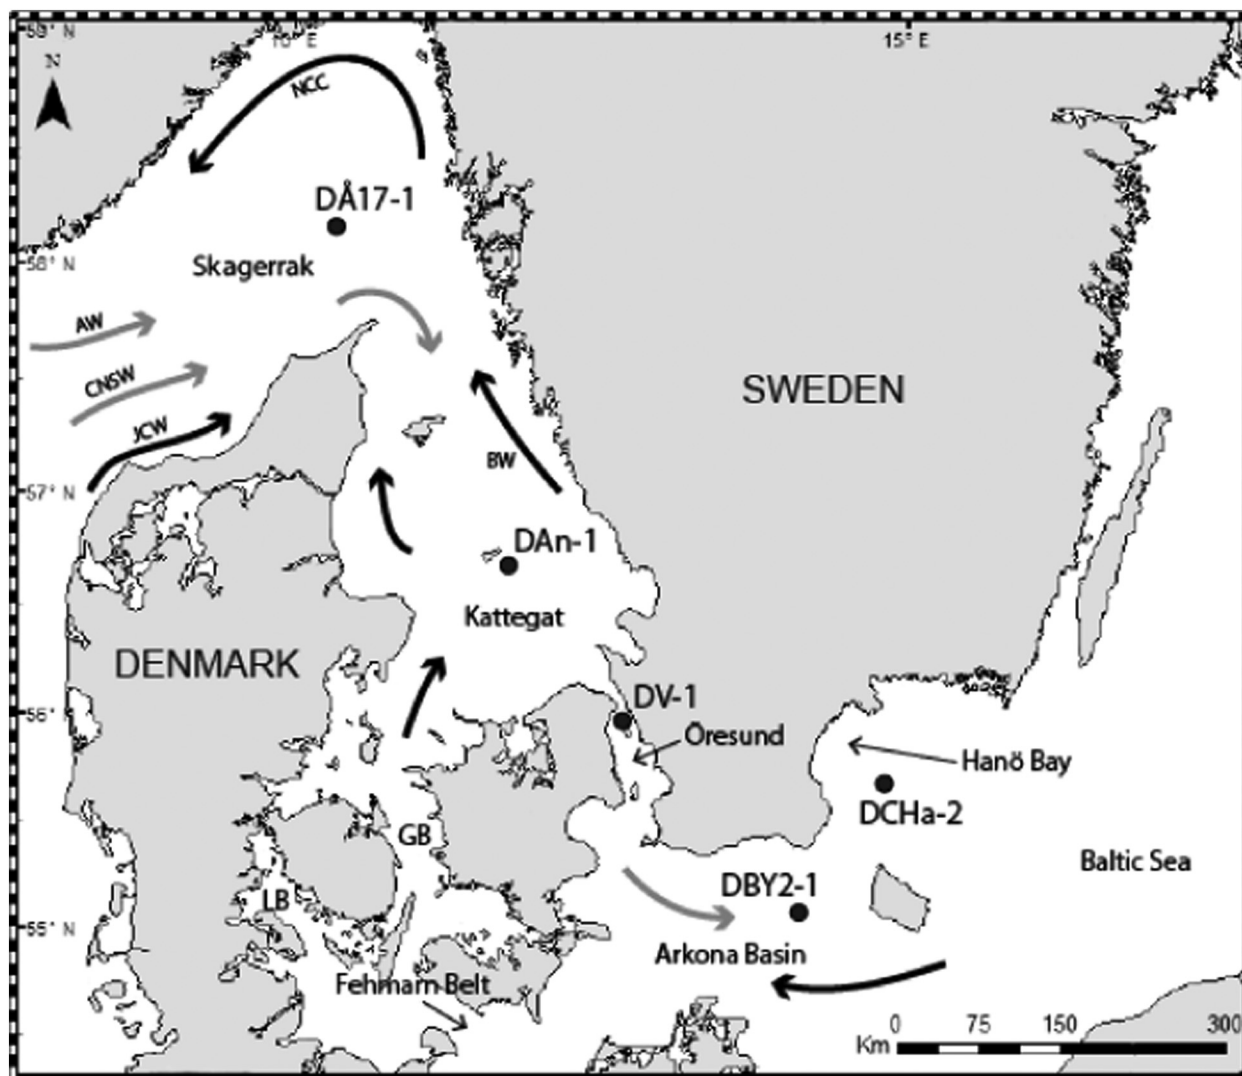 59° N
10° E
15° E
N
NCC
DÅ17-1
Skagerrak
58° N
AW
CNSW
JCW
SWEDEN
BW
57° N
DAn-1
Kattegat
DENMARK
DV-1
56° N
Öresund
Hanö Bay
DCHa-2
GB
Baltic Sea
LB
DBY2-1
55° N
Arkona Basin
Fehmarn Belt
0 75 150 300
Km